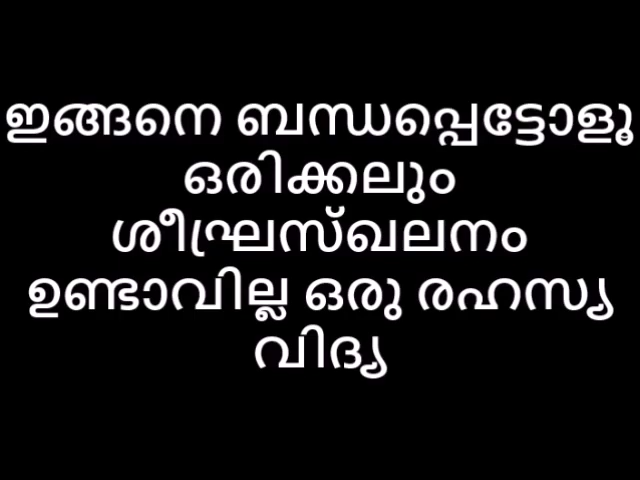 ഇങ്ങനെ ബന്ധപ്പെട്ടോളൂ
ഒരിക്കലും
ശീഘ്രസ്ഖലനം
ഉണ്ടാവില്ല ഒരു രഹസ്യ
വിദ്യ